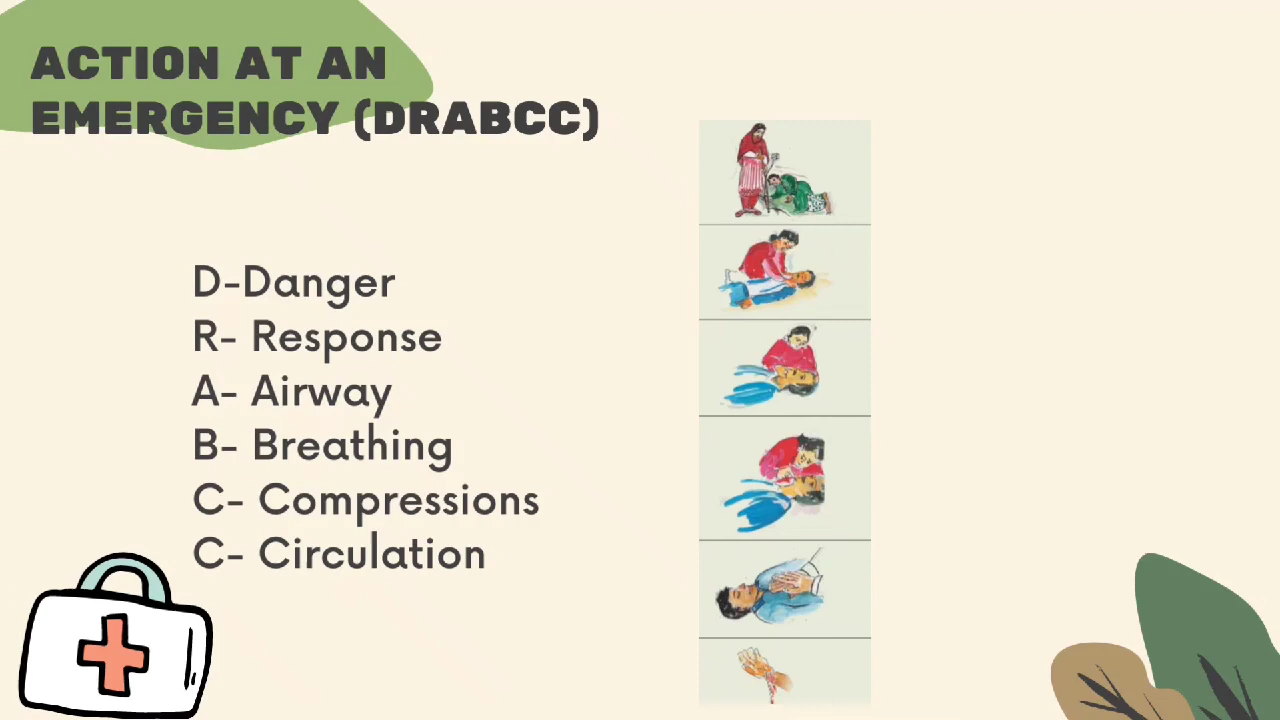 ACTION AT AN
EMERGENCY (DRABCC)
D-Danger
R- Response
A- Airway
B- Breathing
C- Compressions
C- Circulation